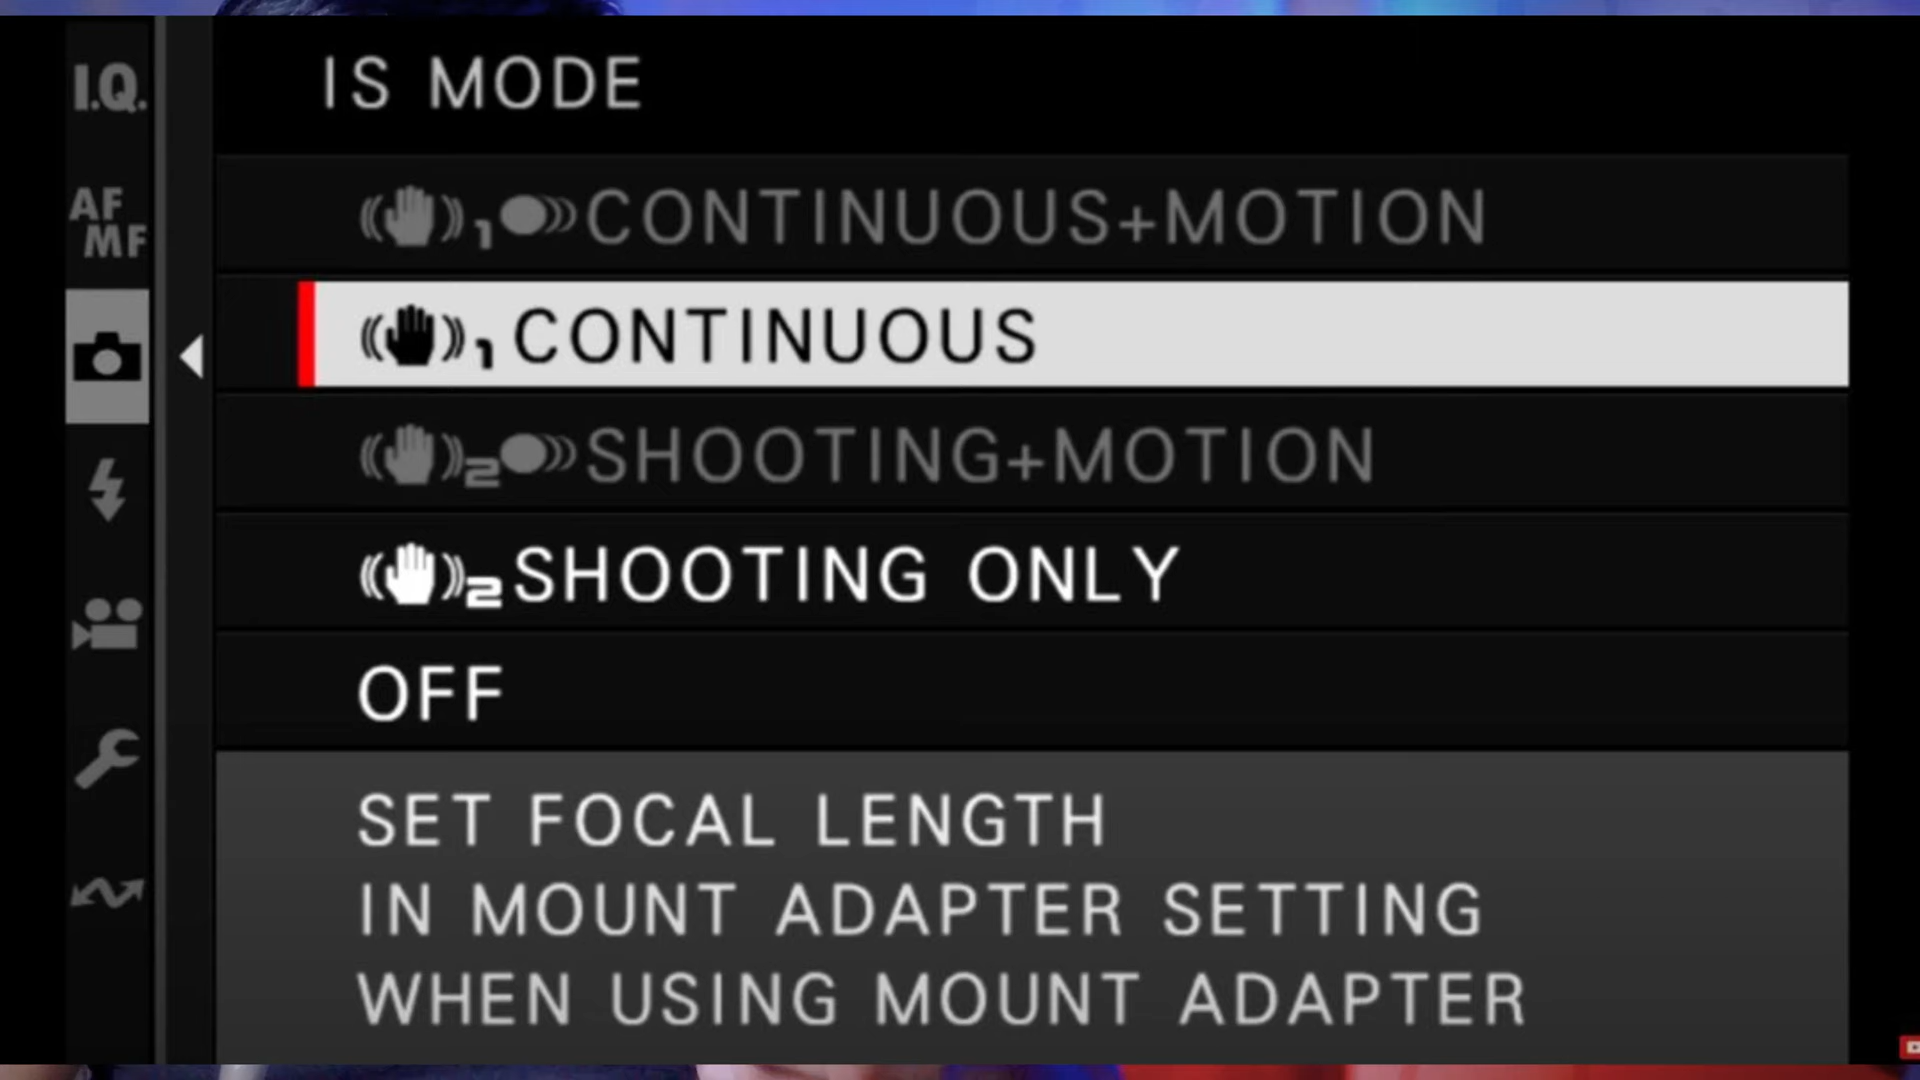 I.Q.
IS MODE
AF
MF
1 CONTINUOUS+MOTION
1 CONTINUOUS
2 SHOOTING+MOTION
2 SHOOTING ONLY
OFF
SET FOCAL LENGTH
IN MOUNT ADAPTER SETTING
WHEN USING MOUNT ADAPTER